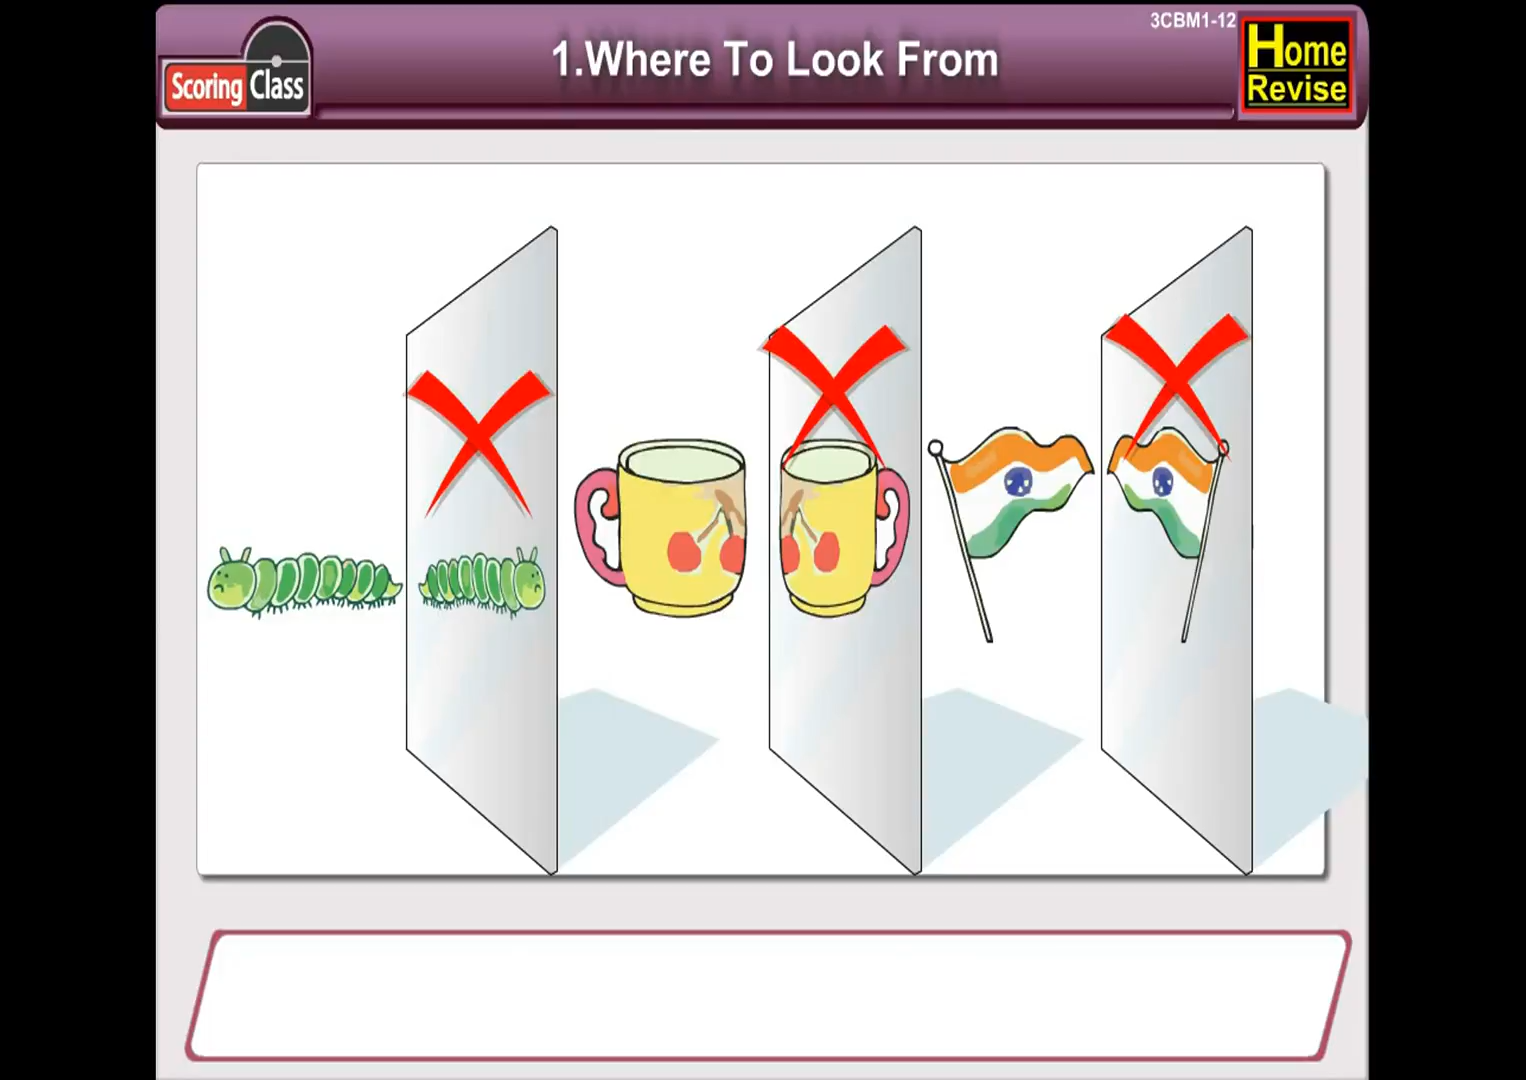 3CBM1-12
Scoring Class
1.Where To Look From
Home
Revise